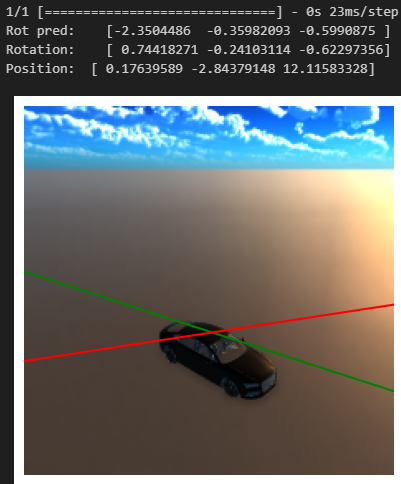 1/1 [==============================] - 0s 23ms/step
Rot pred:    [-2.3504486  -0.35982093 -0.5990875 ]
Rotation:    [ 0.74418271 -0.24103114 -0.62297356]
Position:  [ 0.17639589 -2.84379148 12.11583328]